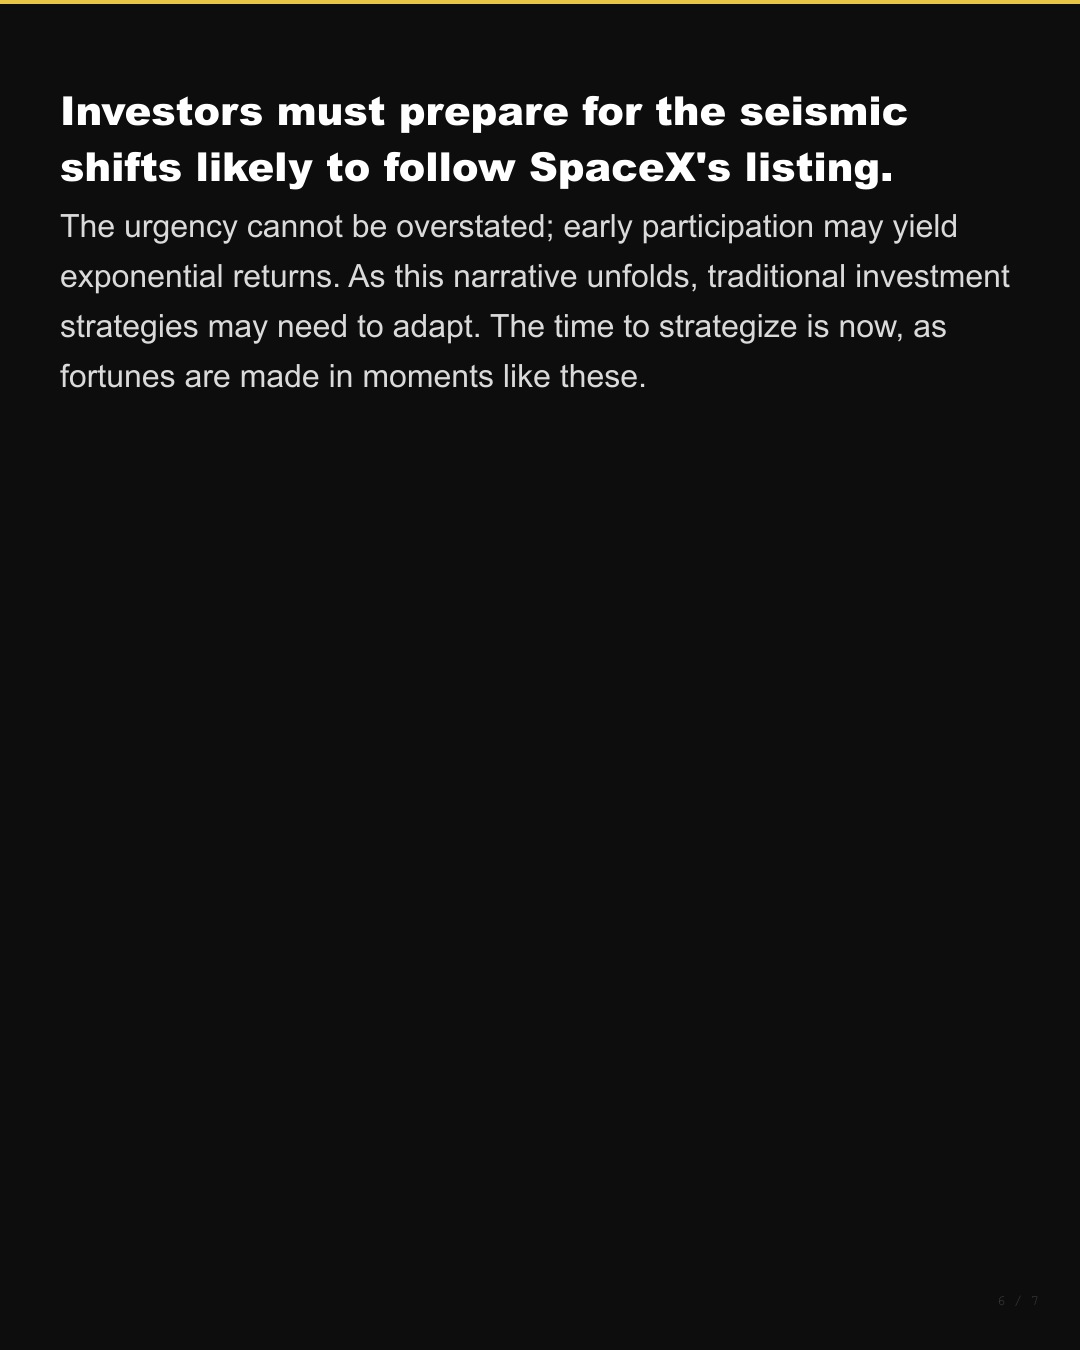 Investors must prepare for the seismic
shifts likely to follow SpaceX's listing.
The urgency cannot be overstated; early participation may yield
exponential returns. As this narrative unfolds, traditional investment
strategies may need to adapt. The time to strategize is now, as
fortunes are made in moments like these.
6 / 7